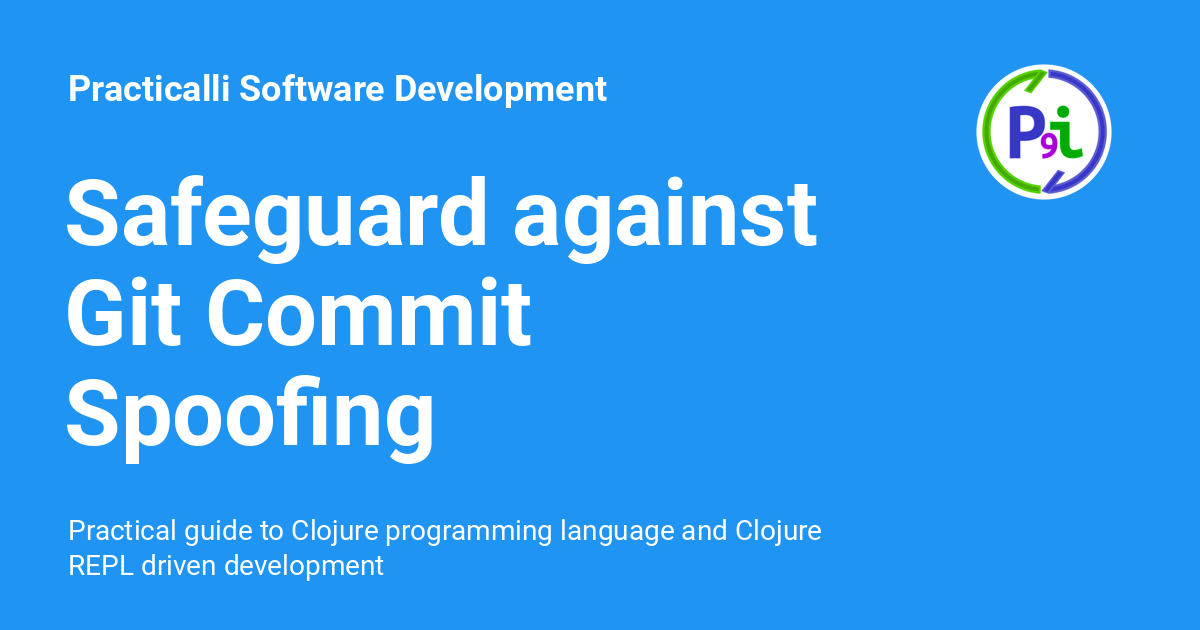 Practicalli Software Development
P9i
Safeguard against
Git Commit
Spoofing
Practical guide to Clojure programming language and Clojure
REPL driven development